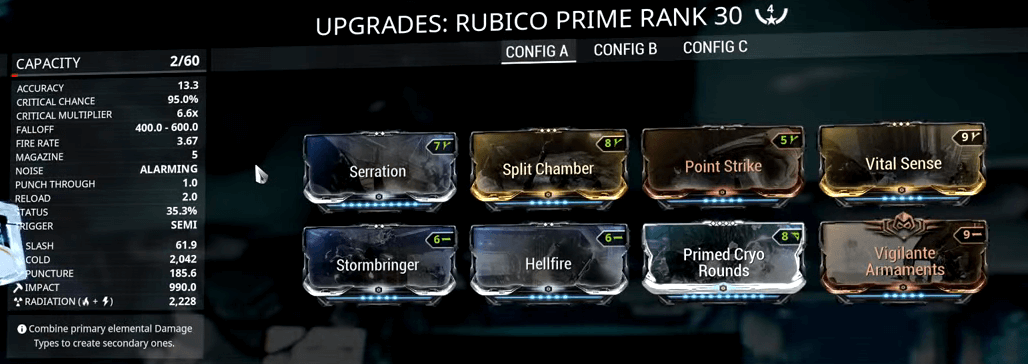 UPGRADES: RUBICO PRIME RANK 30 4
CONFIG A CONFIG B CONFIG C
CAPACITY 2/60
ACCURACY 13.3
CRITICAL CHANCE 95.0%
CRITICAL MULTIPLIER 6.6x
FALLOFF 400.0 - 600.0
FIRE RATE 3.67
MAGAZINE 5
NOISE ALARMING
PUNCH THROUGH 1.0
RELOAD 2.0
STATUS 35.3%
TRIGGER SEMI
SLASH 61.9
COLD 2,042
PUNCTURE 185.6
IMPACT 990.0
RADIATION ( + ) 2,228
Combine primary elemental Damage
Types to create secondary ones.
7 8 5 9
Serration Split Chamber Point Strike Vital Sense
6 6 8 9
Stormbringer Hellfire Primed Cryo
Rounds Vigilante
Armaments